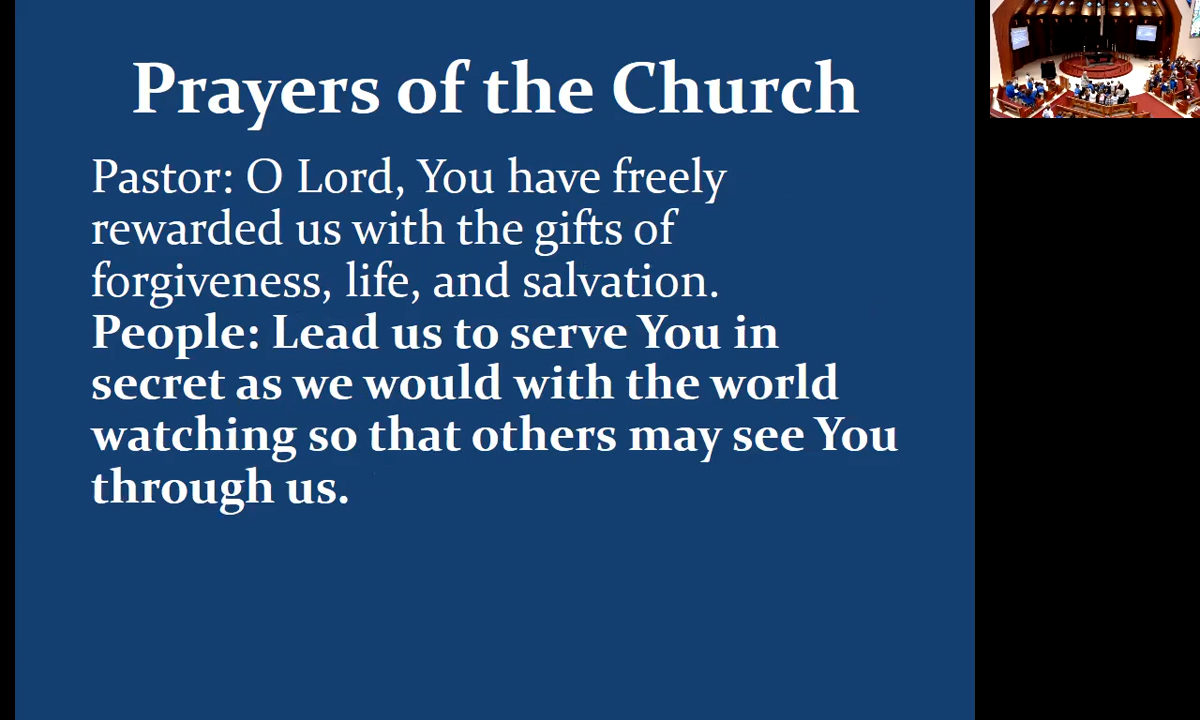 Prayers of the Church
Pastor: O Lord, You have freely
rewarded us with the gifts of
forgiveness, life, and salvation.
People: Lead us to serve You in
secret as we would with the world
watching so that others may see You
through us.